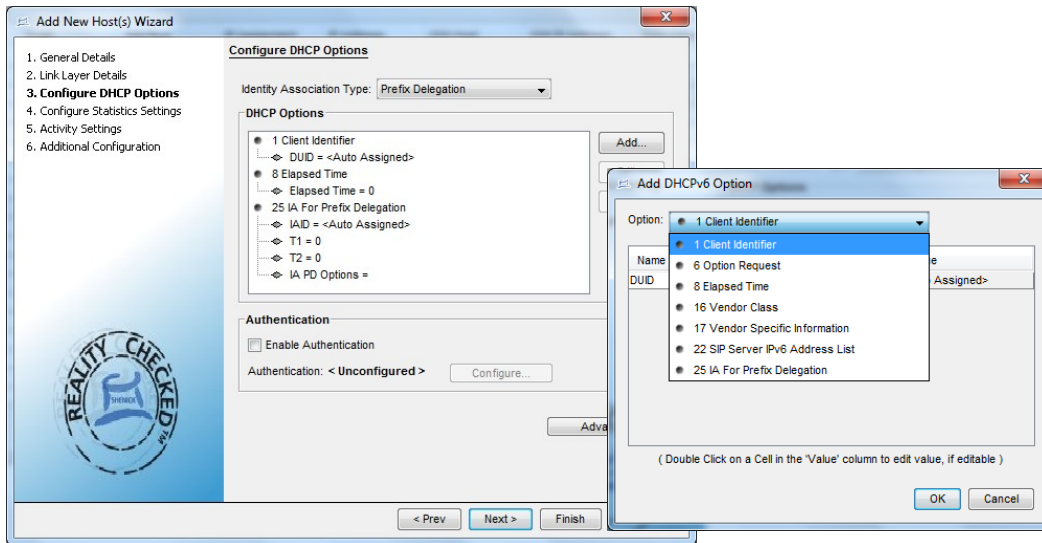 Add New Host(s) Wizard
1. General Details
2. Link Layer Details
3. Configure DHCP Options
4. Configure Statistics Settings
5. Activity Settings
6. Additional Configuration
REALITY CHECKED
SHENICK
TM
Configure DHCP Options
Identity Association Type: Prefix Delegation
DHCP Options
1 Client Identifier
DUID = <Auto Assigned>
8 Elapsed Time
Elapsed Time = 0
25 IA For Prefix Delegation
IAID = <Auto Assigned>
T1 = 0
T2 = 0
IA PD Options =
Add...
Authentication
Enable Authentication
Authentication: < Unconfigured > Configure...
Adva
< Prev Next > Finish
Add DHCPv6 Option
Option: 1 Client Identifier
1 Client Identifier
6 Option Request
8 Elapsed Time
16 Vendor Class
17 Vendor Specific Information
22 SIP Server IPv6 Address List
25 IA For Prefix Delegation
Name e
DUID Assigned>
( Double Click on a Cell in the 'Value' column to edit value, if editable )
OK Cancel